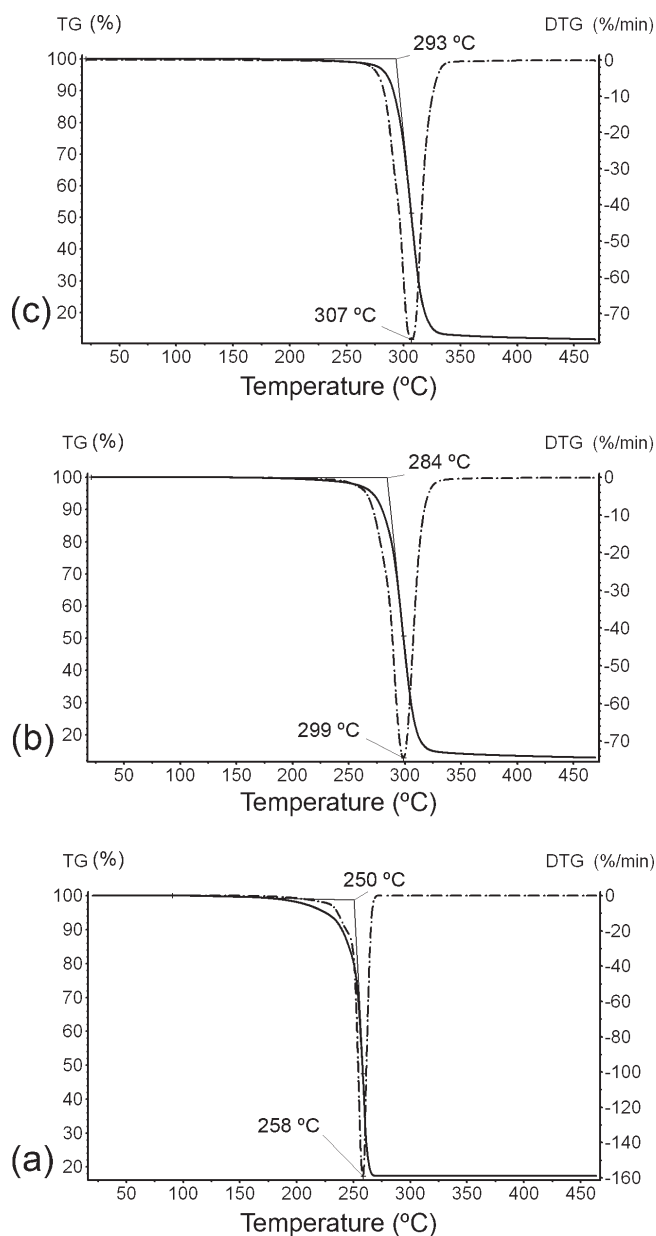 TG (%) DTG (%/min)
293 ºC
100 0
90 -10
80 -20
70 -30
60 -40
50 -50
40 -60
30 -70
20
307 ºC
(c)
50 100 150 200 250 300 350 400 450
Temperature (ºC)
TG (%) DTG (%/min)
284 ºC
100 0
90 -10
80 -20
70 -30
60 -40
50 -50
40 -60
30 -70
20
299 ºC
(b)
50 100 150 200 250 300 350 400 450
Temperature (ºC)
TG (%) DTG (%/min)
250 ºC
100 0
90 -20
80 -40
70 -60
60 -80
50 -100
40 -120
30 -140
20 -160
258 ºC
(a)
50 100 150 200 250 300 350 400 450
Temperature (ºC)